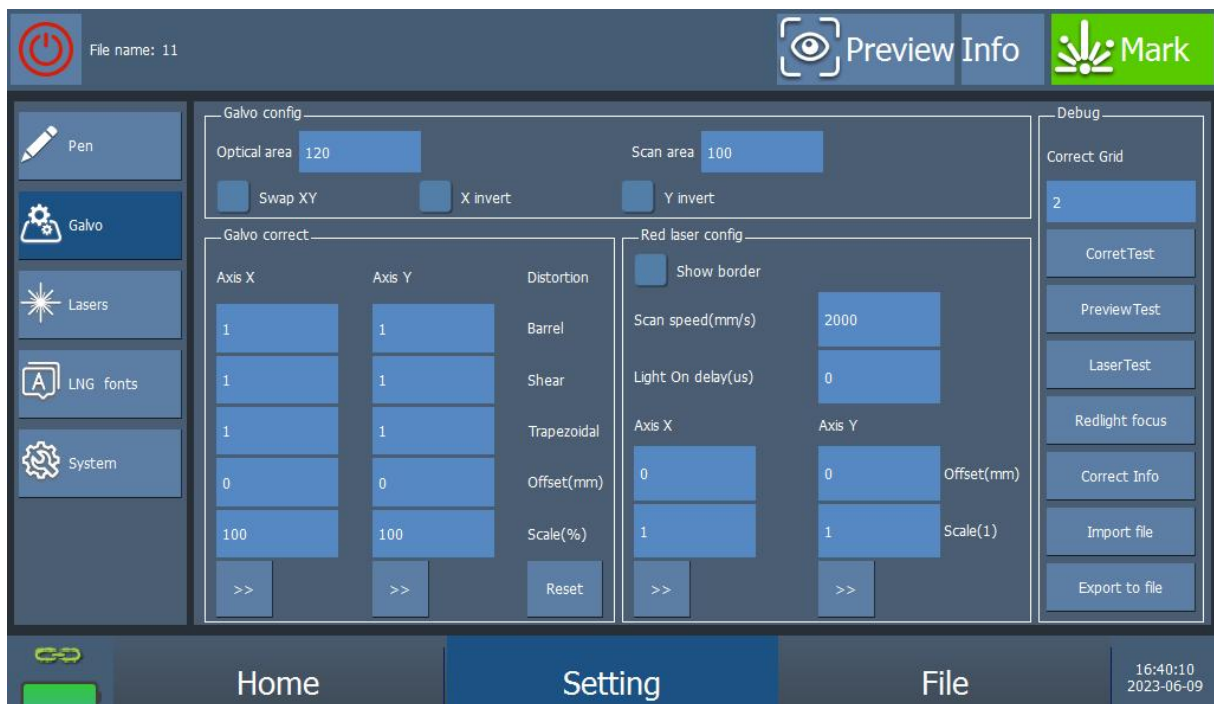 File name: 11
Preview
Info
Mark
Pen
Galvo
Lasers
A
LNG fonts
System
Galvo config
Optical area 120
Scan area 100
Swap XY
X invert
Y invert
Galvo correct
Axis X Axis Y Distortion
1 1 Barrel
1 1 Shear
1 1 Trapezoidal
0 0 Offset(mm)
100 100 Scale(%)
>> >> Reset
Red laser config
Show border
Scan speed(mm/s) 2000
Light On delay(us) 0
Axis X Axis Y
0 0 Offset(mm)
1 1 Scale(1)
>> >>
Debug
Correct Grid
2
CorretTest
PreviewTest
LaserTest
Redlight focus
Correct Info
Import file
Export to file
Home
Setting
File
16:40:10
2023-06-09